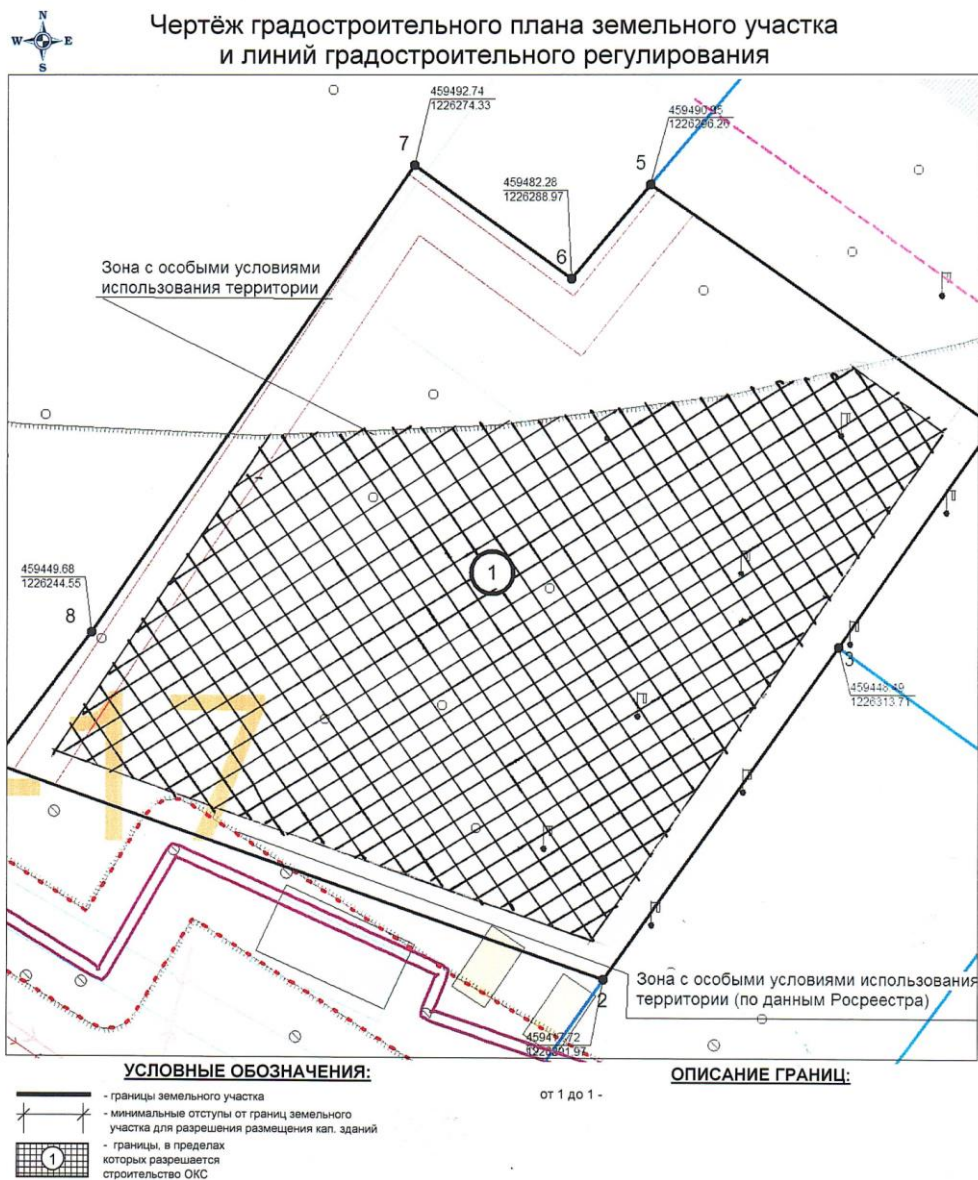 Чертёж градостроительного плана земельного участка
и линий градостроительного регулирования
N
W E
S
459492.74
1226274.33
7
5
459482.28
1226288.97
6
Зона с особыми условиями
использования территории
1
459449.68
1226244.55
8
3
1226313.71
-17
2
Зона с особыми условиями использования
территории (по данным Росреестра)
УСЛОВНЫЕ ОБОЗНАЧЕНИЯ:
- границы земельного участка
- минимальные отступы от границ земельного
участка для разрешения размещения кап. зданий
1
- границы, в пределах
которых разрешается
строительство ОКС
ОПИСАНИЕ ГРАНИЦ:
от 1 до 1 -